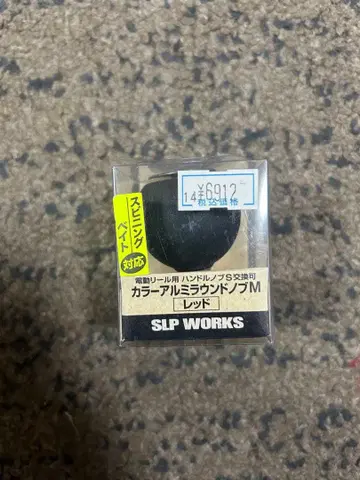 14 ¥6912
税込価格
スピニング
ベイト
対応
電動リール用 ハンドルノブS交換可
カラーアルミラウンドノブM
レッド
SLP WORKS